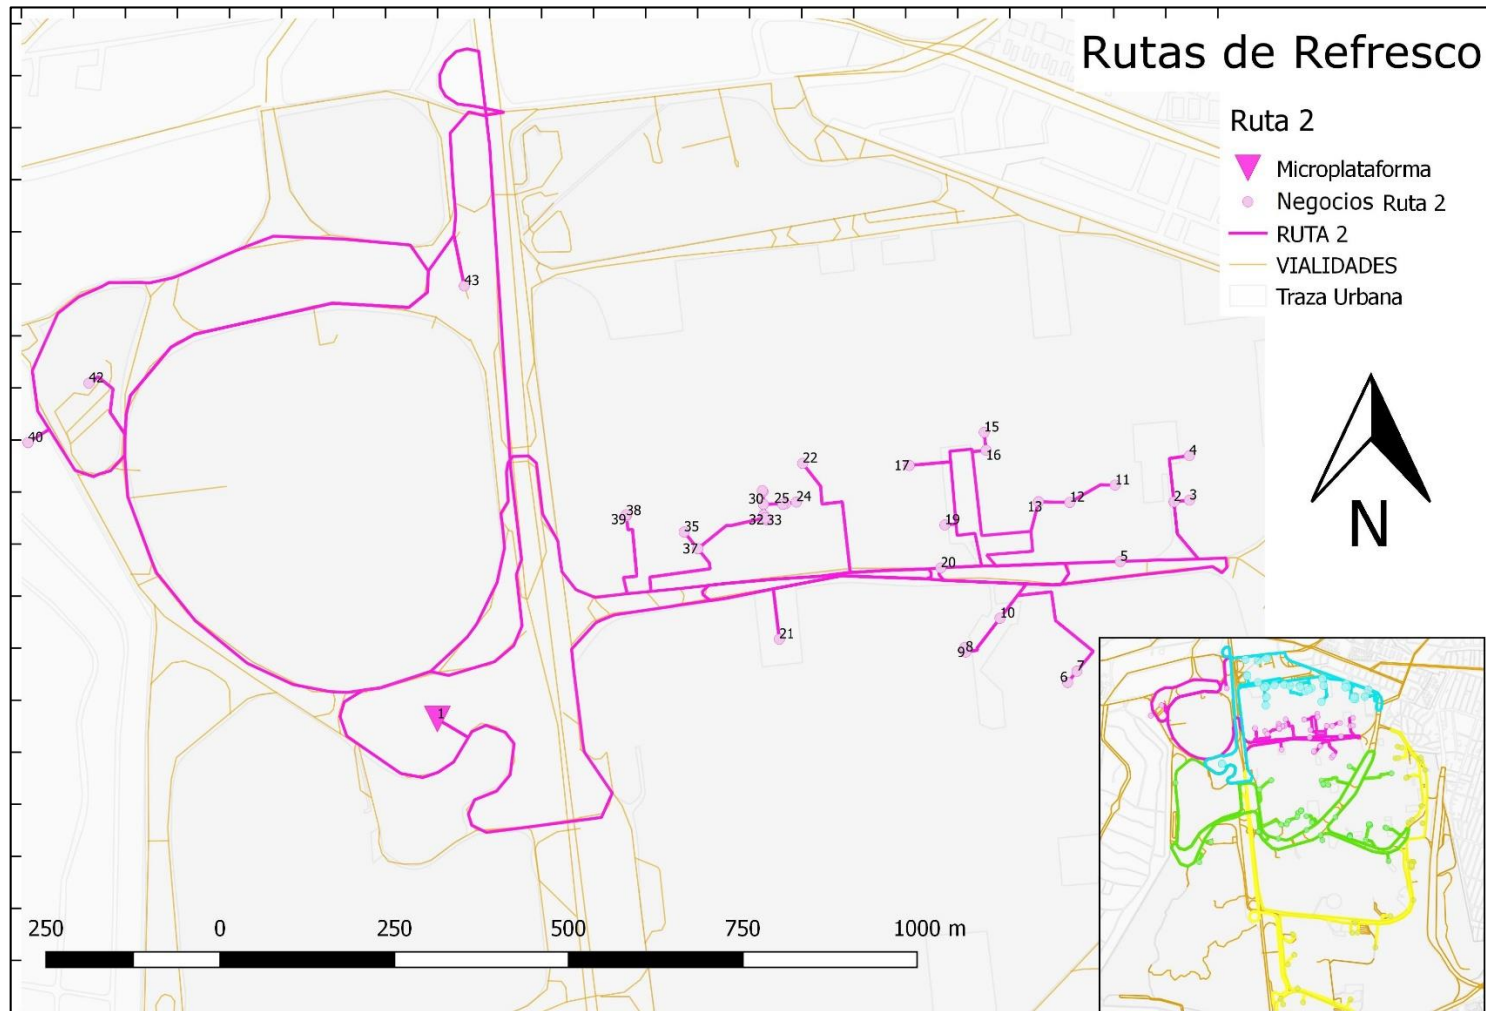 Rutas de Refresco
Ruta 2
Microplataforma
Negocios Ruta 2
RUTA 2
VIALIDADES
Traza Urbana
43
42
40
15
16
17
22
4
11
2 3
12
13
30 25 24
32 33
38
39
35
37
19
20
5
10
8
9
21
7
6
1
N
250 0 250 500 750 1000 m